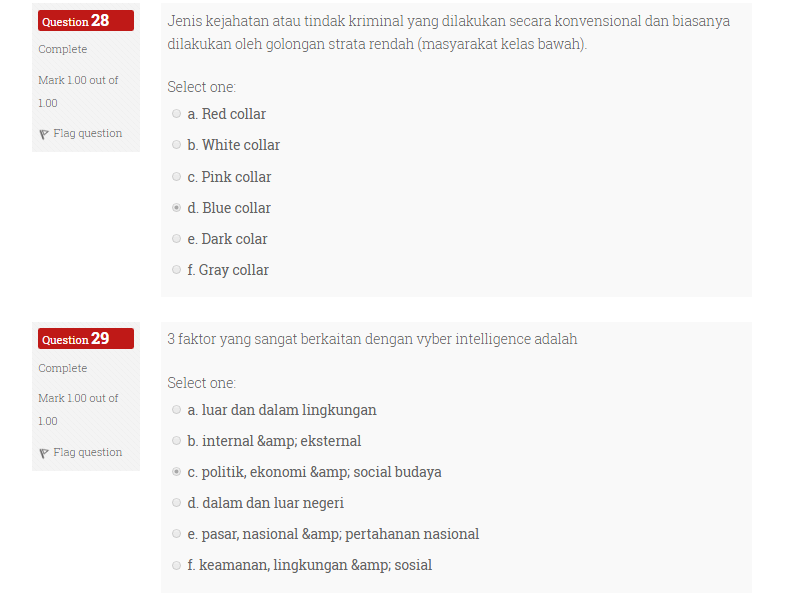 Question 28
Complete
Mark 1.00 out of
1.00
Flag question
Jenis kejahatan atau tindak kriminal yang dilakukan secara konvensional dan biasanya
dilakukan oleh golongan strata rendah (masyarakat kelas bawah).
Select one:
a. Red collar
b. White collar
c. Pink collar
d. Blue collar
e. Dark colar
f. Gray collar
Question 29
Complete
Mark 1.00 out of
1.00
Flag question
3 faktor yang sangat berkaitan dengan vyber intelligence adalah
Select one:
a. luar dan dalam lingkungan
b. internal &amp; eksternal
c. politik, ekonomi &amp; social budaya
d. dalam dan luar negeri
e. pasar, nasional &amp; pertahanan nasional
f. keamanan, lingkungan &amp; sosial